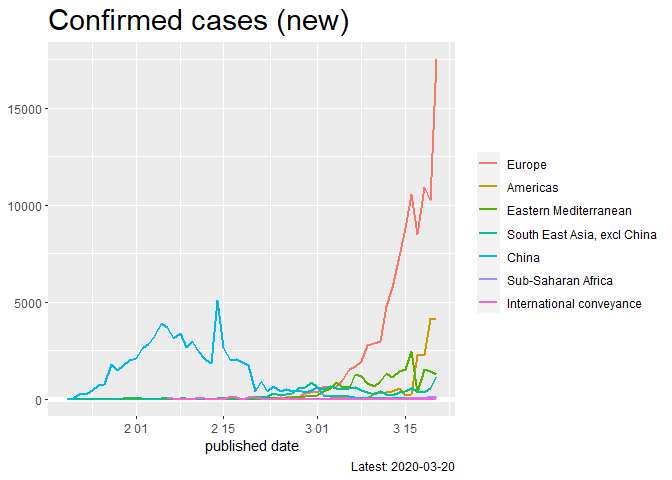 Confirmed cases (new)
15000
10000
5000
0
2 01 2 15 3 01 3 15
published date
Europe
Americas
Eastern Mediterranean
South East Asia, excl China
China
Sub-Saharan Africa
International conveyance
Latest: 2020-03-20